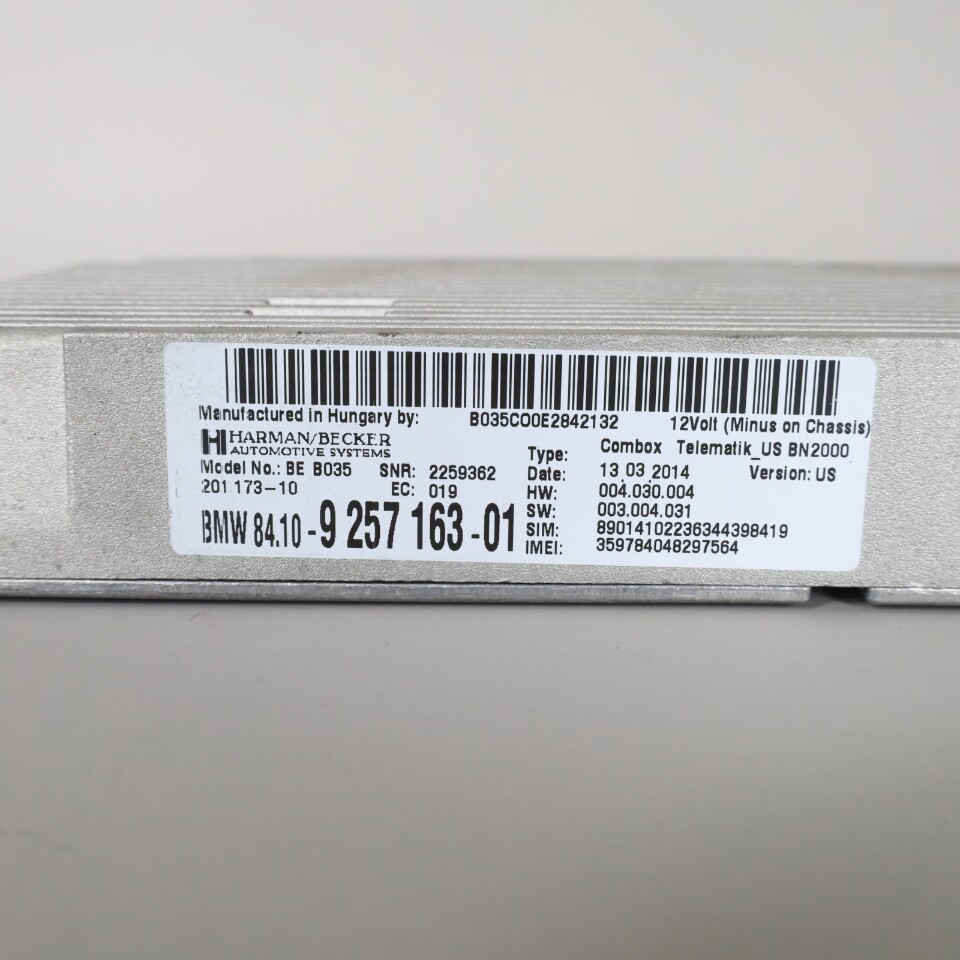 Manufactured in Hungary by: B035C00E2842132 12Volt (Minus on Chassis)
HARMAN/BECKER
AUTOMOTIVE SYSTEMS
Type: Combox Telematik_US BN2000
Model No.: BE B035 SNR: 2259362 Date: 13 03 2014 Version: US
201 173-10 EC: 019 HW: 004.030.004
SW: 003.004.031
BMW 84.10-9 257 163-01 SIM: 89014102236344398419
IMEI: 359784048297564